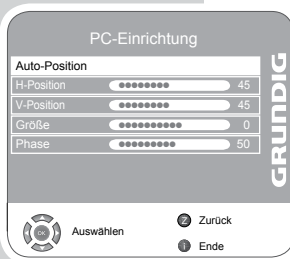 PC-Einrichtung
Auto-Position
H-Position 45
V-Position 45
Größe 0
Phase 50
GRUNDIG
OK
Auswählen
Z Zurück
i Ende